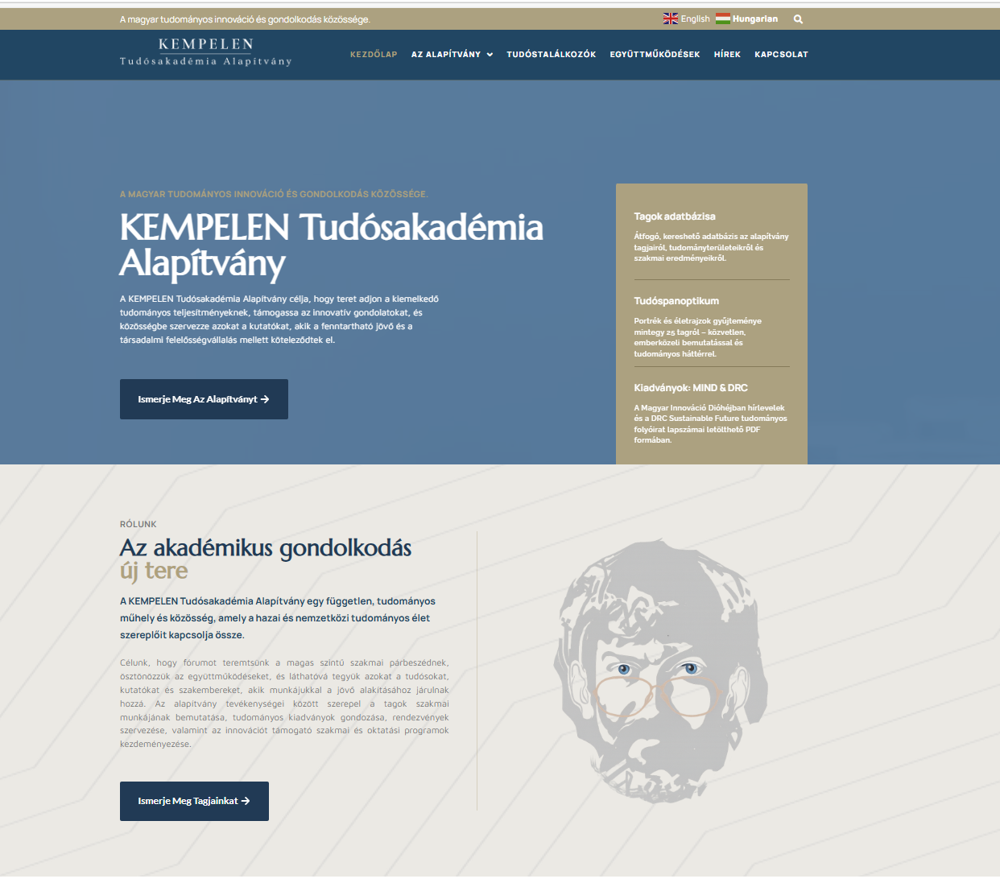 A magyar tudományos innováció és gondolkodás közössége.
English Hungarian
KEMPELEN
Tudósakadémia Alapítvány
KEZDŐLAP AZ ALAPÍTVÁNY TUDÓSTALÁLKOZÓK EGYÜTTMŰKÖDÉSEK HÍREK KAPCSOLAT
A MAGYAR TUDOMÁNYOS INNOVÁCIÓ ÉS GONDOLKODÁS KÖZÖSSÉGE.
KEMPELEN Tudósakadémia
Alapítvány
A KEMPELEN Tudósakadémia Alapítvány célja, hogy teret adjon a kiemelkedő
tudományos teljesítményeknek, támogassa az innovatív gondolatokat, és
közösségbe szervezze azokat a kutatókat, akik a fenntartható jövő és a
társadalmi felelősségvállalás mellett köteleződtek el.
Ismerje Meg Az Alapítványt →
Tagok adatbázisa
Átfogó, kereshető adatbázis az alapítvány
tagjairól, tudományterületeikről és
szakmai eredményeikről.
Tudóspanoptikum
Portrék és életrajzok gyűjteménye
mintegy 25 tagról – közvetlen,
emberközeli bemutatással és
tudományos háttérrel.
Kiadványok: MIND & DRC
A Magyar Innováció Dióhéjban hírlevelek
és a DRC Sustainable Future tudományos
folyóirat lapszámai letölthető PDF
formában.
RÓLUNK
Az akadémikus gondolkodás
új tere
A KEMPELEN Tudósakadémia Alapítvány egy független, tudományos
műhely és közösség, amely a hazai és nemzetközi tudományos élet
szereplőit kapcsolja össze.
Célunk, hogy fórumot teremtsünk a magas szintű szakmai párbeszédnek,
ösztönözzük az együttműködéseket, és láthatóvá tegyük azokat a tudósokat,
kutatókat és szakembereket, akik munkájukkal a jövő alakításához járulnak
hozzá. Az alapítvány tevékenységei között szerepel a tagok szakmai
munkájának bemutatása, tudományos kiadványok gondozása, rendezvények
szervezése, valamint az innovációt támogató szakmai és oktatási programok
kezdeményezése.
Ismerje Meg Tagjainkat →